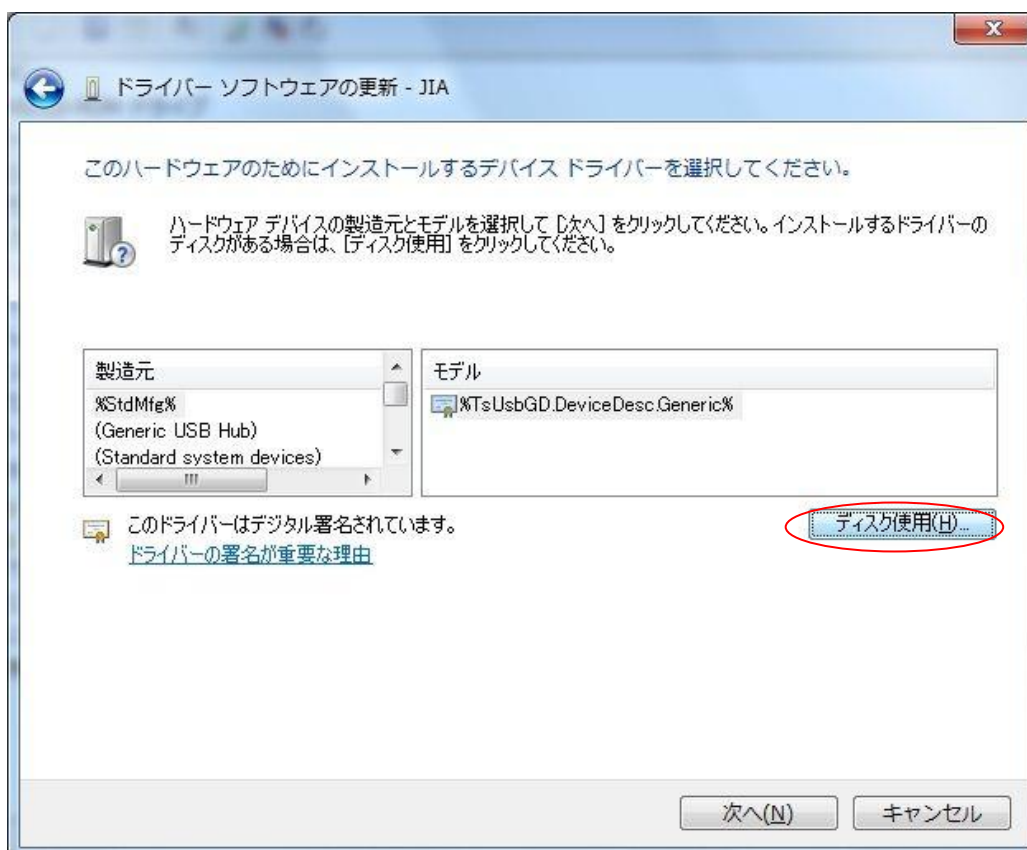 ドライバー ソフトウェアの更新 - JIA
このハードウェアのためにインストールするデバイス ドライバーを選択してください。
ハードウェア デバイスの製造元とモデルを選択して [次へ] をクリックしてください。インストールするドライバーの
ディスクがある場合は、[ディスク使用] をクリックしてください。
製造元
%StdMfg%
(Generic USB Hub)
(Standard system devices)
モデル
%TsUsbGD.DeviceDesc.Generic%
このドライバーはデジタル署名されています。
ドライバーの署名が重要な理由
ディスク使用(H)...
次へ(N)
キャンセル